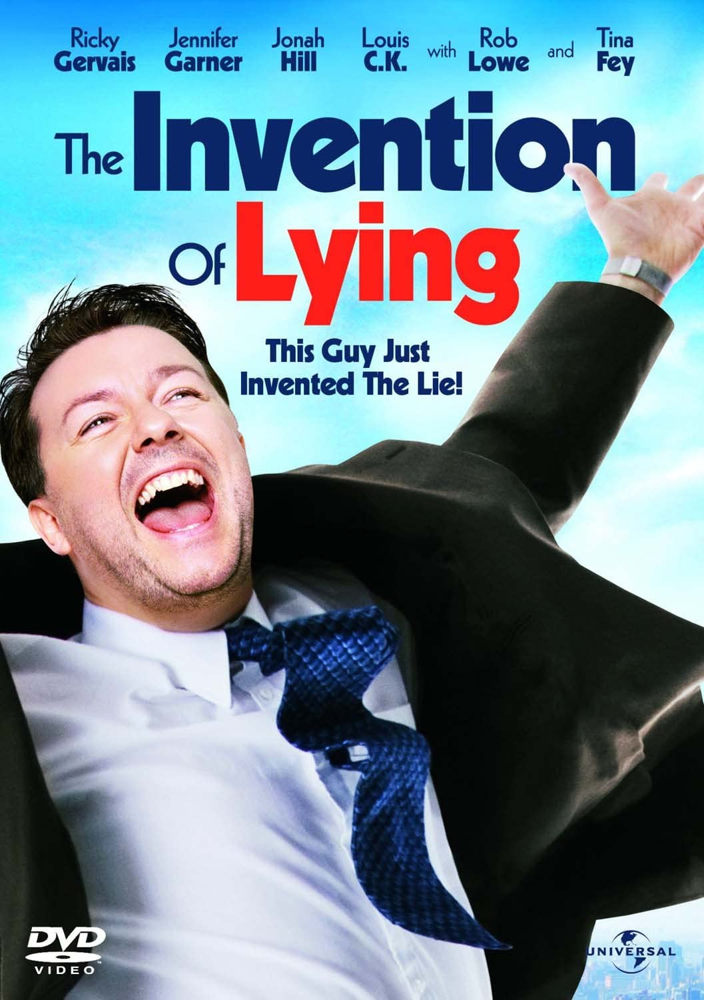 Ricky Gervais Jennifer Garner Jonah Hill Louis C.K. with Rob Lowe and Tina Fey
The Invention
Of Lying
This Guy Just
Invented The Lie!
DVD
VIDEO™
UNIVERSAL